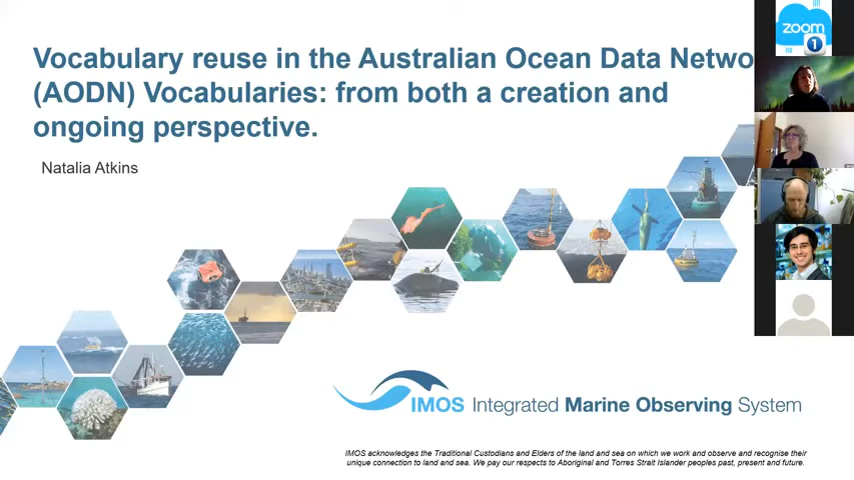 Vocabulary reuse in the Australian Ocean Data Netwo
(AODN) Vocabularies: from both a creation and
ongoing perspective.
Natalia Atkins
zoom
1
IMOS Integrated Marine Observing System
IMOS acknowledges the Traditional Custodians and Elders of the land and sea on which we work and observe and recognise their
unique connection to land and sea. We pay our respects to Aboriginal and Torres Strait Islander peoples past, present and future.